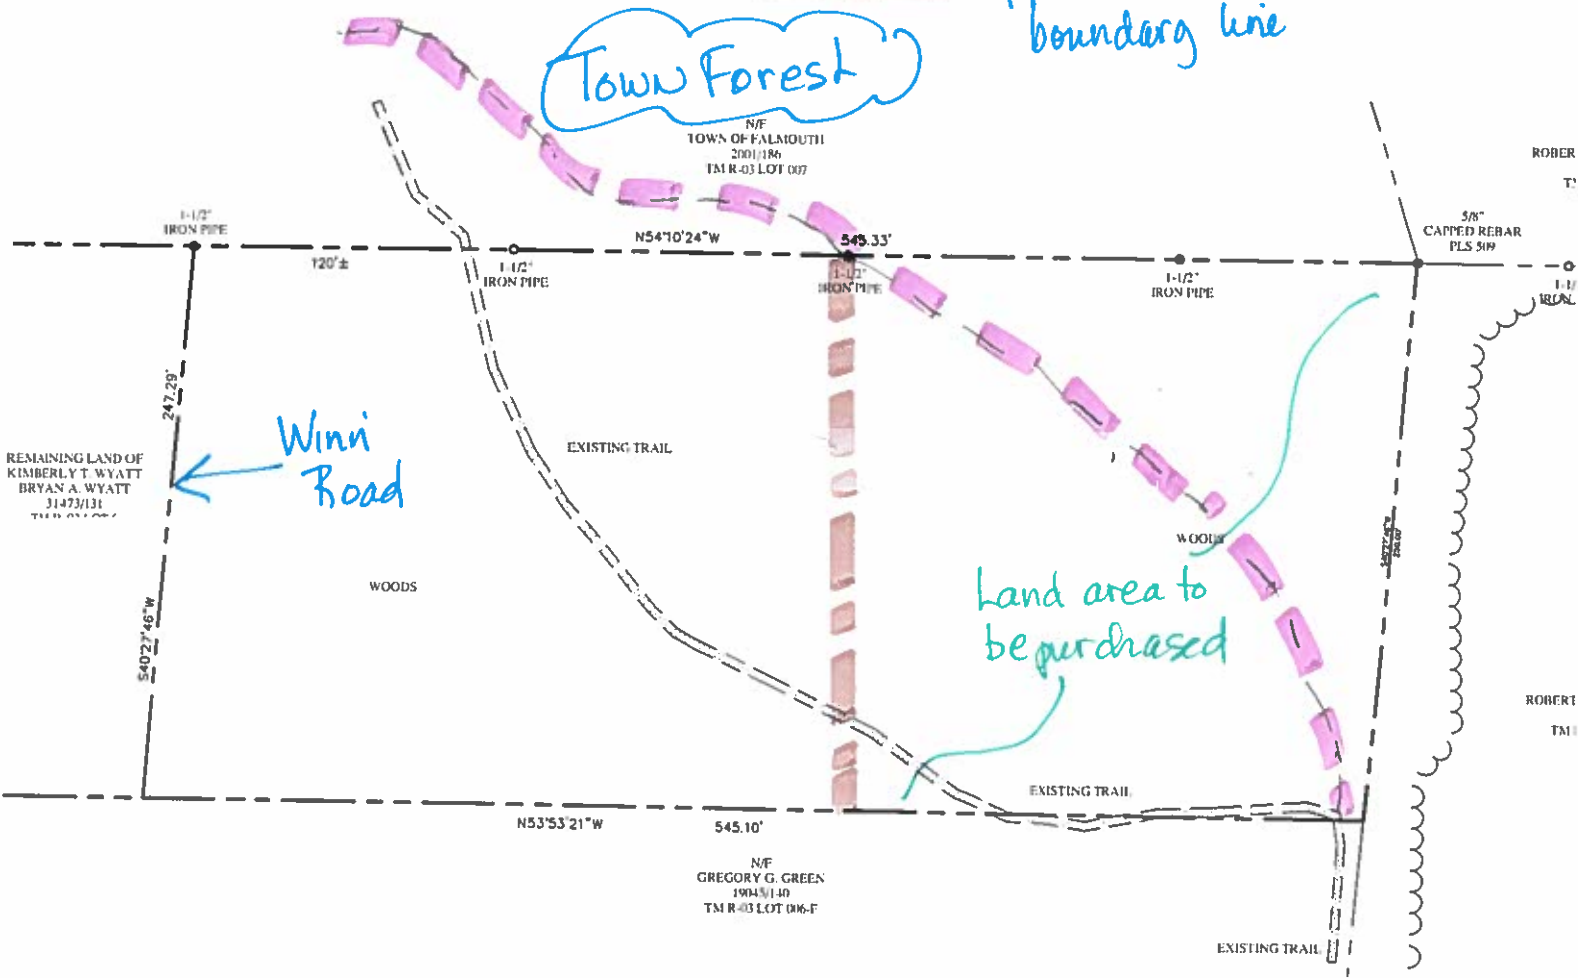 boundary line
Town Forest
N/F
TOWN OF FALMOUTH
2001/186
TM R-03 LOT 007
ROBER
5/8"
CAPPED REBAR
PLS 509
1-1/2"
IRON PIPE
N54°10'24"W
545.33'
120'±
1-1/2"
IRON PIPE
1-1/2"
IRON PIPE
1-1/2"
IRON PIPE
247.29'
Winn
Road
EXISTING TRAIL
REMAINING LAND OF
KIMBERLY T. WYATT
BRYAN A. WYATT
31473/131
WOODS
WOODS
Land area to
be purchased
S40°27'46"W
ROBERT
TM
EXISTING TRAIL
N53°53'21"W
545.10'
N/F
GREGORY G. GREEN
19045/140
TM R-03 LOT 006-F
EXISTING TRAIL